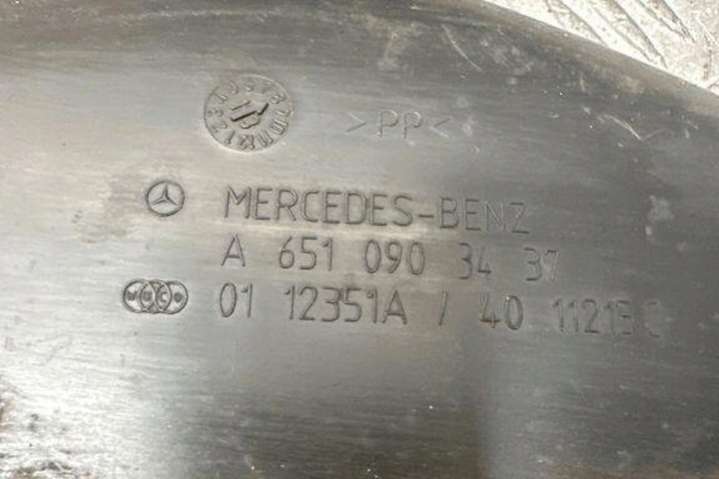 >PP<
MERCEDES-BENZ
A 651 090 34 37
01 12351A / 40 11213 C